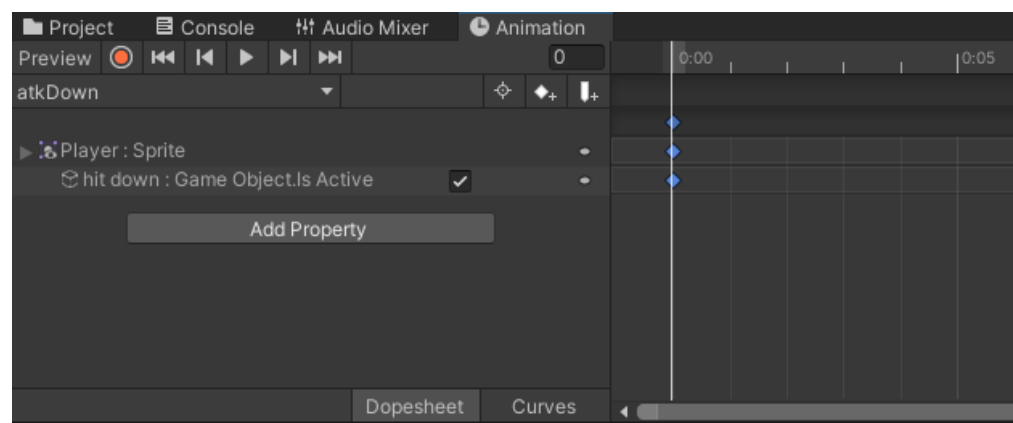 Project Console Audio Mixer Animation
Preview 0 0:00 0:05
atkDown
Player : Sprite
hit down : Game Object.Is Active
Add Property
Dopesheet Curves